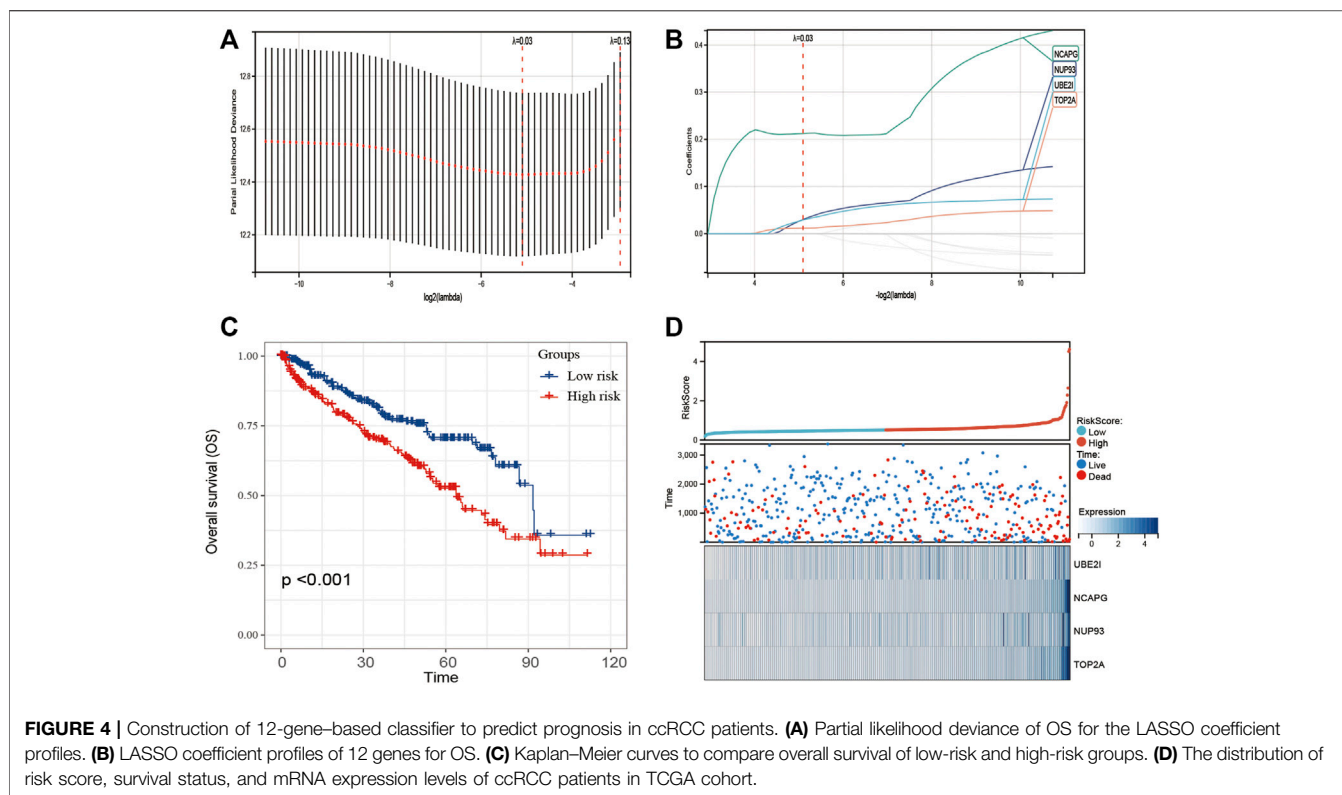 A
λ=0.03
λ=0.13
Parial Likelihood Deviance
12.8
12.6
12.4
12.2
−10
−8
−6
−4
log2(lambda)
B
λ=0.03
NCAPG
NUP93
UBE2I
TOP2A
Coefficients
0.4
0.3
0.2
0.1
0.0
4
6
8
10
-log2(lambda)
C
Groups
Low risk
High risk
Overall survival (OS)
1.00
0.75
0.50
0.25
0.00
p <0.001
0
30
60
90
120
Time
D
RiskScore
4
2
0
RiskScore:
Low
High
Time:
Live
Dead
Time
3,000
2,000
1,000
Expression
0
2
4
UBE2I
NCAPG
NUP93
TOP2A
FIGURE 4 | Construction of 12-gene–based classifier to predict prognosis in ccRCC patients. (A) Partial likelihood deviance of OS for the LASSO coefficient
profiles. (B) LASSO coefficient profiles of 12 genes for OS. (C) Kaplan–Meier curves to compare overall survival of low-risk and high-risk groups. (D) The distribution of
risk score, survival status, and mRNA expression levels of ccRCC patients in TCGA cohort.